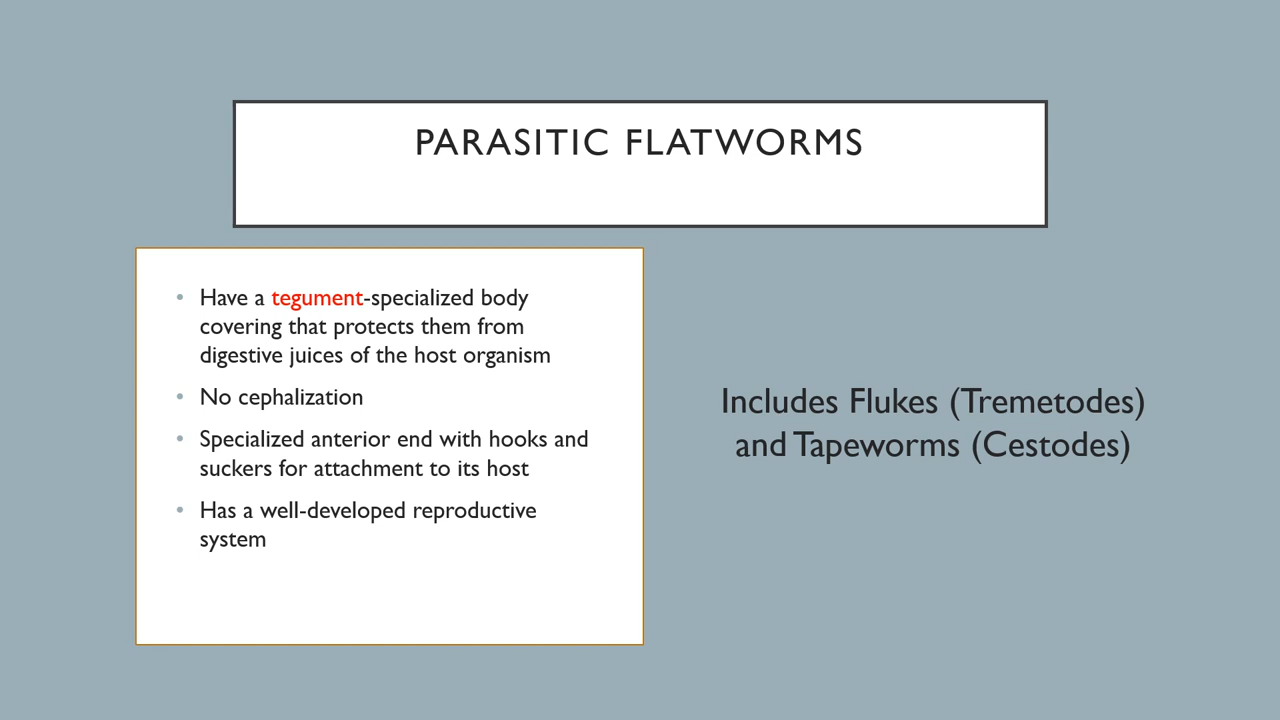 PARASITIC FLATWORMS
• Have a tegument-specialized body
covering that protects them from
digestive juices of the host organism
• No cephalization
• Specialized anterior end with hooks and
suckers for attachment to its host
• Has a well-developed reproductive
system
Includes Flukes (Tremetodes)
and Tapeworms (Cestodes)